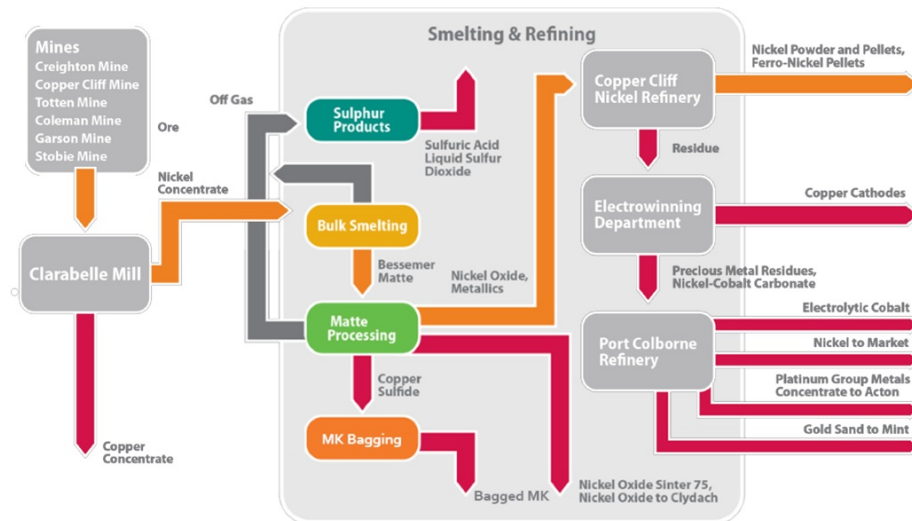 Mines
Creighton Mine
Copper Cliff Mine
Totten Mine
Coleman Mine
Garson Mine
Stobie Mine
Ore
Nickel
Concentrate
Clarabelle Mill
Copper
Concentrate
Smelting & Refining
Off Gas
Sulphur
Products
Sulfuric Acid
Liquid Sulfur
Dioxide
Bulk Smelting
Bessemer
Matte
Nickel Oxide,
Metallics
Matte
Processing
Copper
Sulfide
MK Bagging
Bagged MK
Nickel Oxide Sinter 75,
Nickel Oxide to Clydach
Copper Cliff
Nickel Refinery
Nickel Powder and Pellets,
Ferro-Nickel Pellets
Residue
Electrowinning
Department
Copper Cathodes
Precious Metal Residues,
Nickel-Cobalt Carbonate
Port Colborne
Refinery
Electrolytic Cobalt
Nickel to Market
Platinum Group Metals
Concentrate to Acton
Gold Sand to Mint